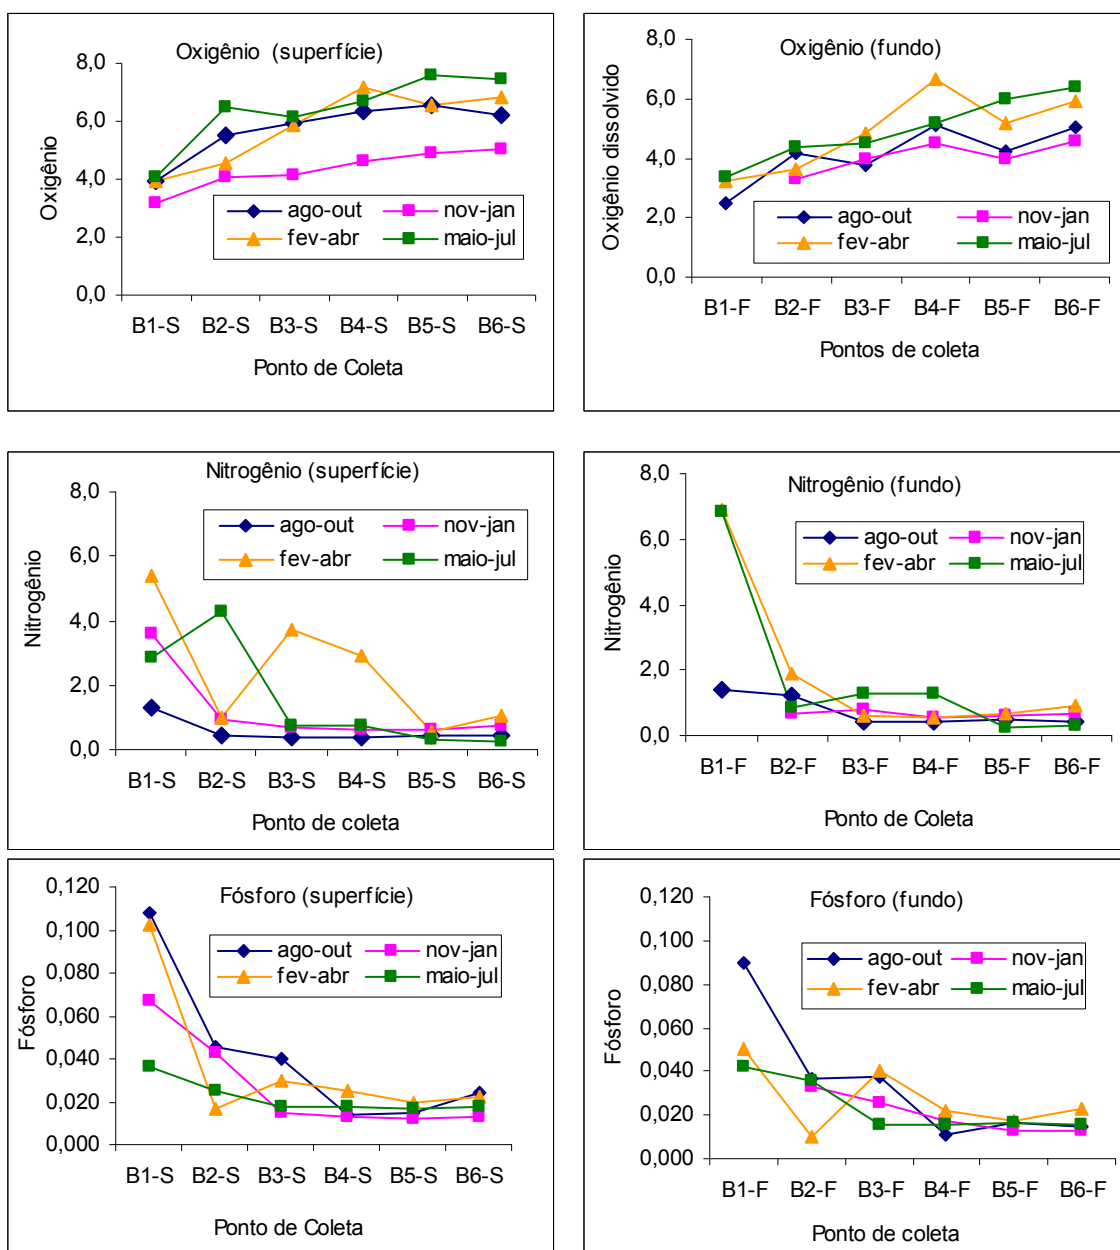 Oxigênio (superfície)
8,0
6,0
4,0
2,0
0,0
Oxigênio
ago-out nov-jan
fev-abr maio-jul
B1-S B2-S B3-S B4-S B5-S B6-S
Ponto de Coleta
Oxigênio (fundo)
8,0
6,0
4,0
2,0
0,0
Oxigênio dissolvido
ago-out nov-jan
fev-abr maio-jul
B1-F B2-F B3-F B4-F B5-F B6-F
Pontos de coleta
Nitrogênio (superfície)
8,0
6,0
4,0
2,0
0,0
Nitrogênio
ago-out nov-jan
fev-abr maio-jul
B1-S B2-S B3-S B4-S B5-S B6-S
Ponto de coleta
Nitrogênio (fundo)
8,0
6,0
4,0
2,0
0,0
Nitrogênio
ago-out nov-jan
fev-abr maio-jul
B1-F B2-F B3-F B4-F B5-F B6-F
Ponto de Coleta
Fósforo (superfície)
0,120
0,100
0,080
0,060
0,040
0,020
0,000
Fósforo
ago-out nov-jan
fev-abr maio-jul
B1-S B2-S B3-S B4-S B5-S B6-S
Ponto de Coleta
Fósforo (fundo)
0,120
0,100
0,080
0,060
0,040
0,020
0,000
Fósforo
ago-out nov-jan
fev-abr maio-jul
B1-F B2-F B3-F B4-F B5-F B6-F
Ponto de coleta